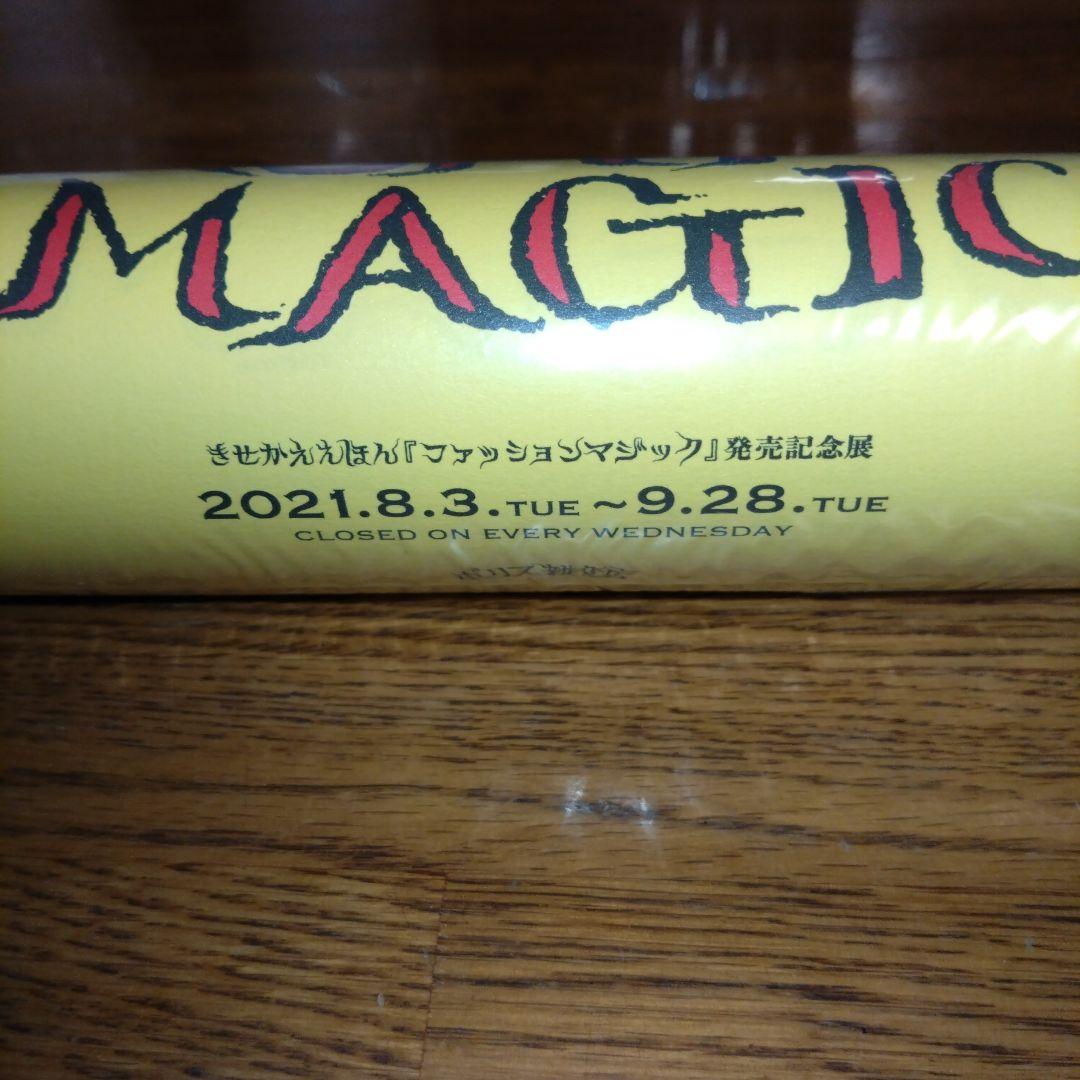 MAGIC
きせかええほん『ファッションマジック』発売記念展
2021.8.3.TUE ~9.28.TUE
CLOSED ON EVERY WEDNESDAY